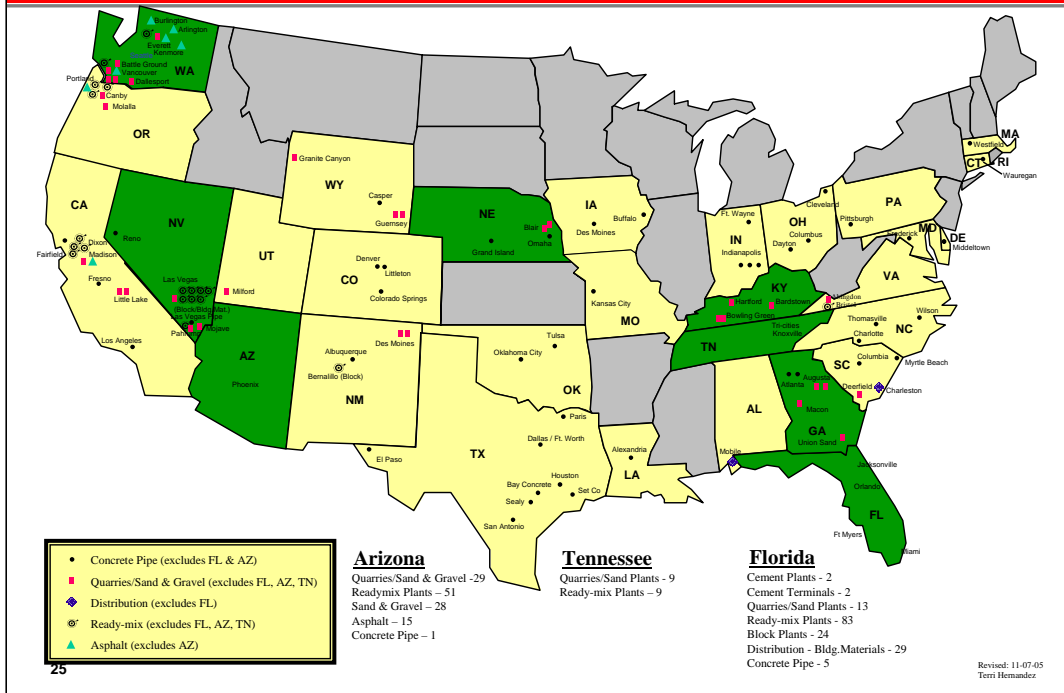 Burlington
Arlington
Everett
Kenmore
WA
Battle Ground
Vancouver
Dallesport
Portland
Canby
Molalla
OR
Granite Canyon
WY
Casper
Guernsey
CA
NV
Reno
Dixon
Fairfield
Madison
Fresno
Little Lake
Las Vegas
(Block/Bldg.Mat.)
Las Vegas Pipe
Pahrump
Mojave
Los Angeles
UT
Milford
CO
Denver
Littleton
Colorado Springs
NE
Blair
Omaha
Grand Island
IA
Buffalo
Des Moines
MO
Kansas City
AZ
Phoenix
NM
Des Moines
Albuquerque
Bernalillo (Block)
Tulsa
Oklahoma City
OK
TX
Paris
Dallas / Ft. Worth
El Paso
Houston
Bay Concrete
Set Co
Sealy
San Antonio
Alexandria
LA
IN
Ft. Wayne
Indianapolis
OH
Cleveland
Columbus
Dayton
PA
Pittsburgh
MD
Frederick
DE
Middletown
MA
Westfield
CT
RI
Wauregan
VA
Abingdon
Bristol
KY
Hartford
Bardstown
Bowling Green
TN
Tri-cities
Knoxville
NC
Wilson
Thomasville
Charlotte
SC
Columbia
Myrtle Beach
Deerfield
Charleston
AL
Mobile
GA
Atlanta
Augusta
Macon
Union Sand
FL
Jacksonville
Orlando
Ft Myers
Miami
Concrete Pipe (excludes FL & AZ)
Quarries/Sand & Gravel (excludes FL, AZ, TN)
Distribution (excludes FL)
Ready-mix (excludes FL, AZ, TN)
Asphalt (excludes AZ)
25
Arizona
Quarries/Sand & Gravel -29
Readymix Plants – 51
Sand & Gravel – 28
Asphalt – 15
Concrete Pipe – 1
Tennessee
Quarries/Sand Plants - 9
Ready-mix Plants – 9
Florida
Cement Plants - 2
Cement Terminals - 2
Quarries/Sand Plants - 13
Ready-mix Plants - 83
Block Plants - 24
Distribution - Bldg.Materials - 29
Concrete Pipe - 5
Revised: 11-07-05
Terri Hernandez